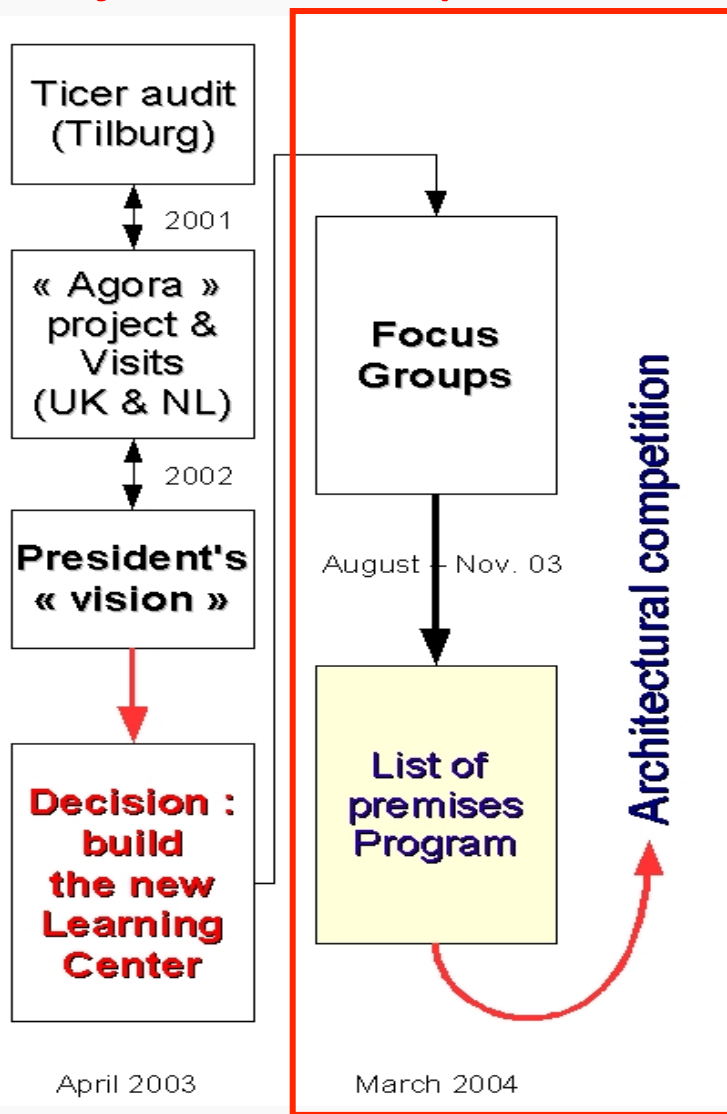 Ticer audit
(Tilburg)
2001
« Agora »
project &
Visits
(UK & NL)
2002
President's
« vision »
Decision :
build
the new
Learning
Center
April 2003
Focus
Groups
August – Nov. 03
List of
premises
Program
March 2004
Architectural competition